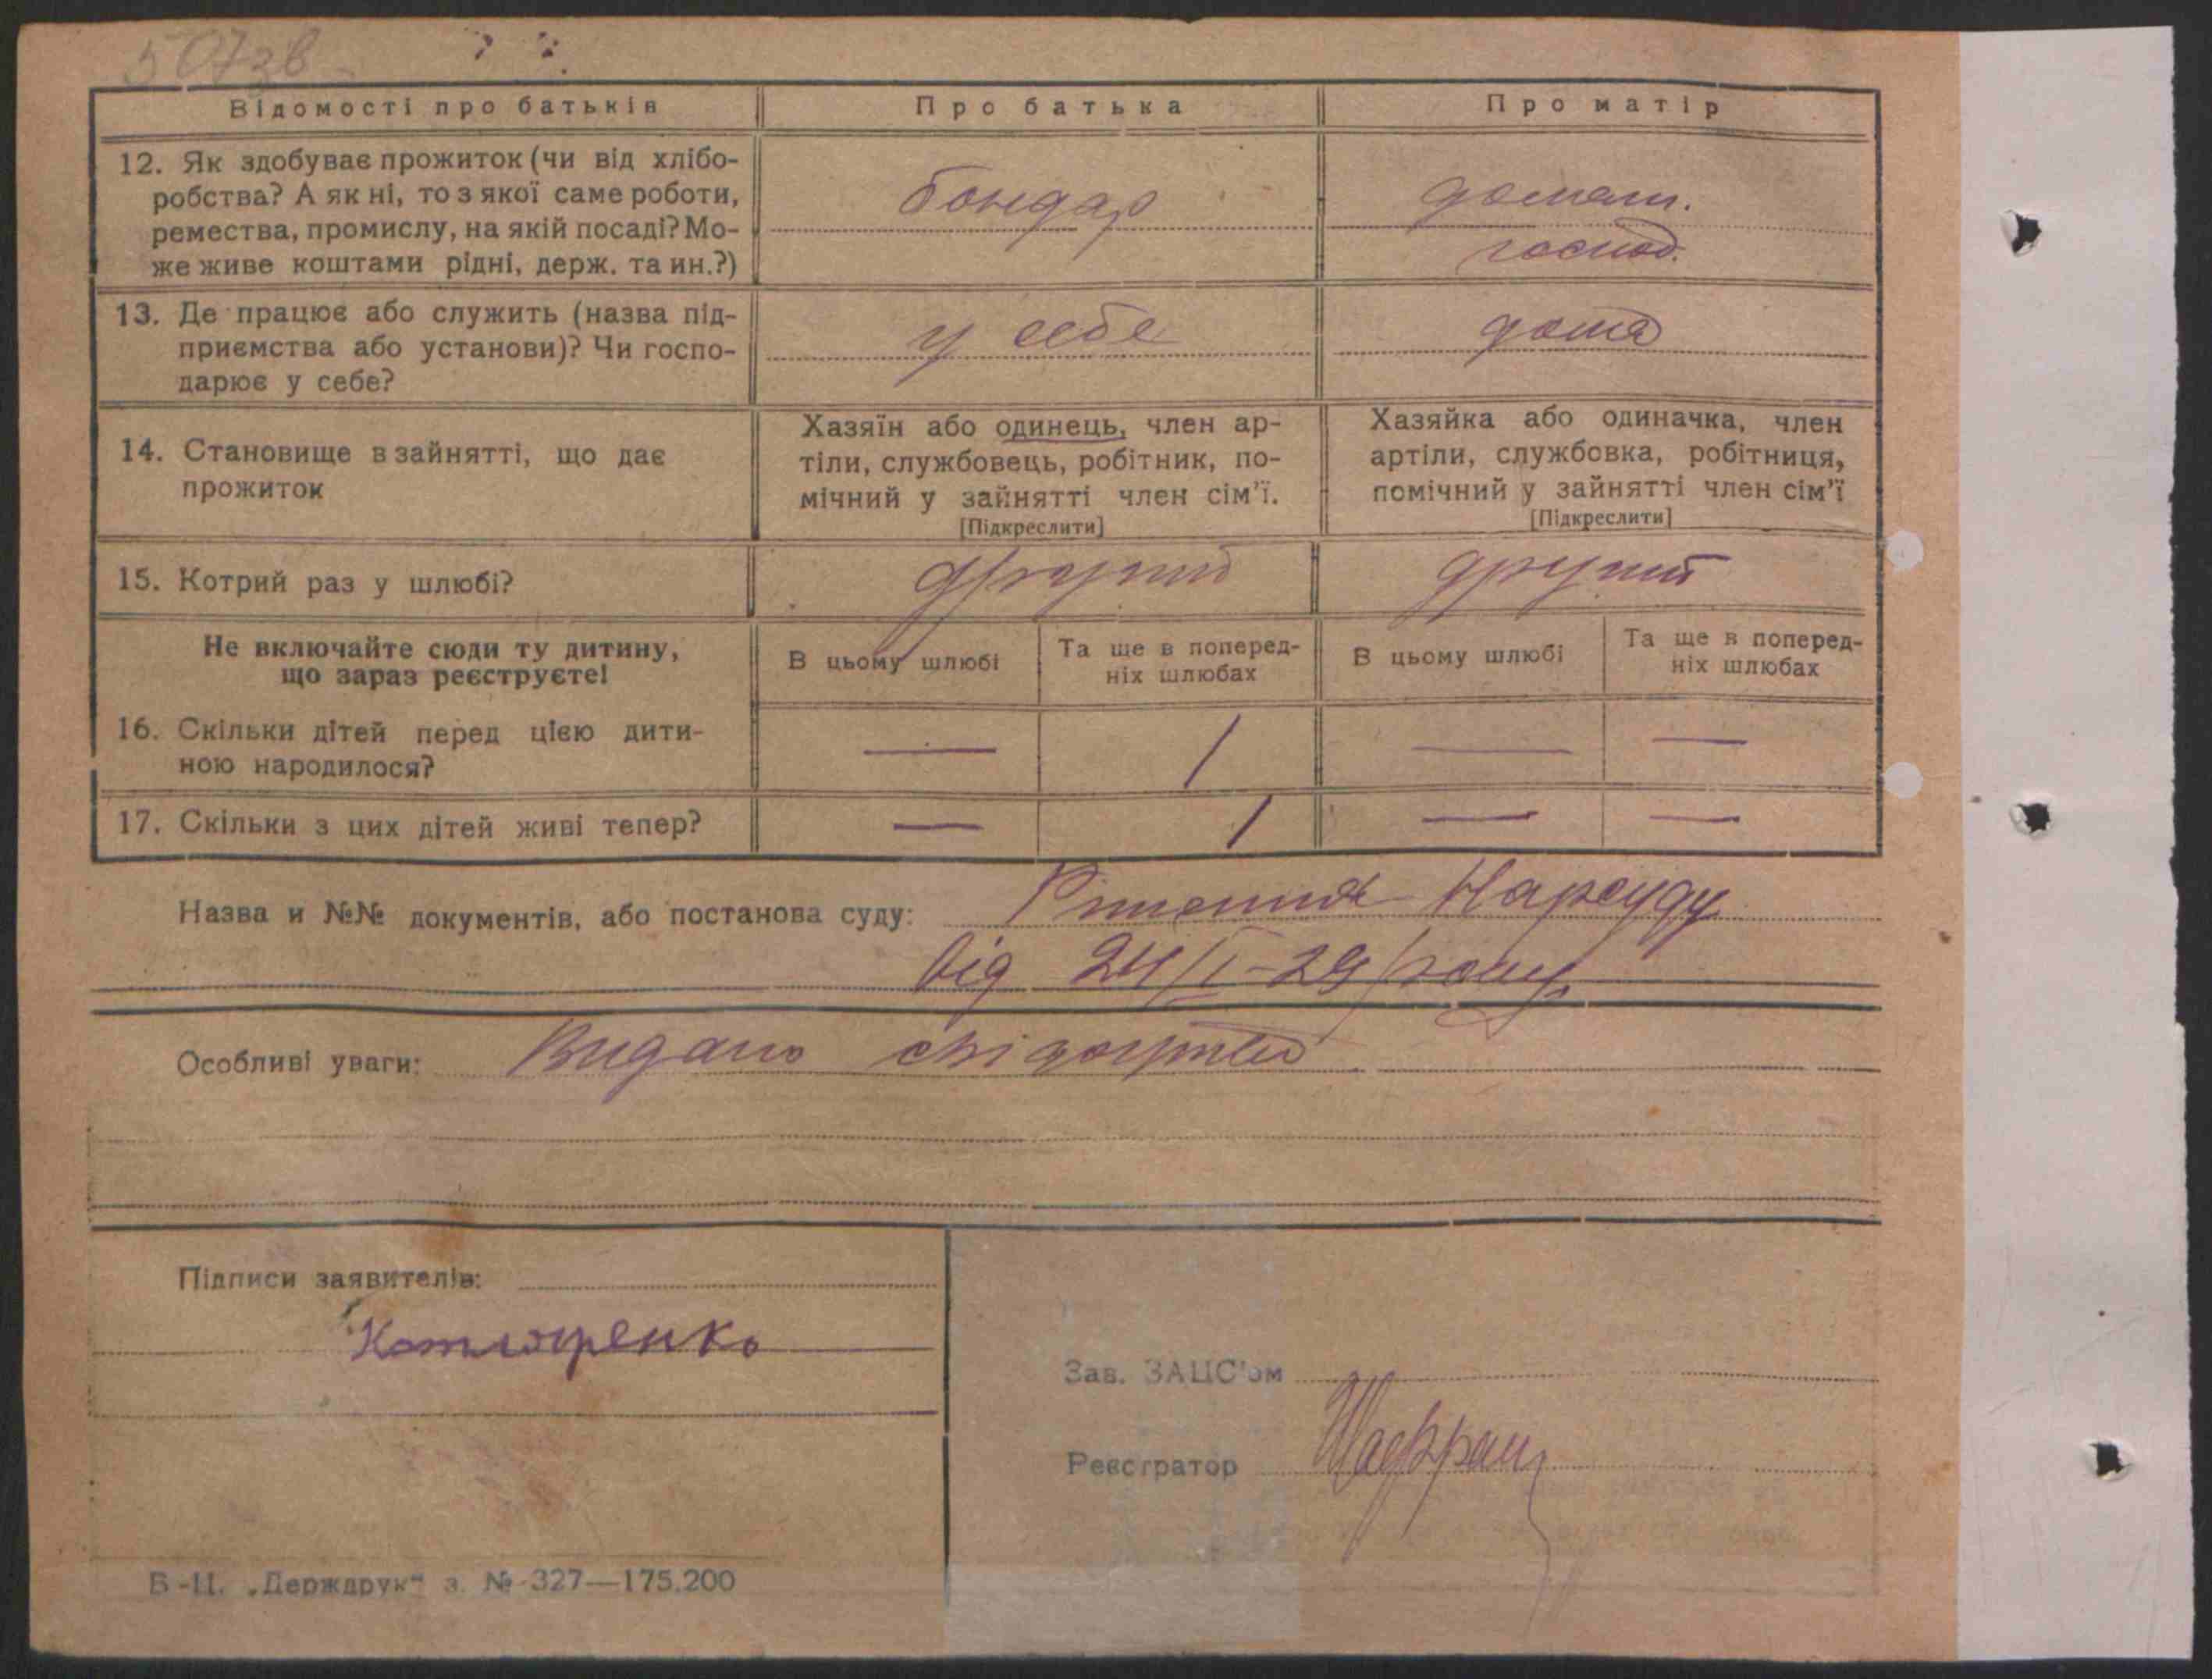 507зв
Відомості про батьків
Про батька
Про матір
12. Як здобуває прожиток (чи від хлібо-
робства? А як ні, то з якої саме роботи,
ремества, промислу, на якій посаді? Мо-
же живе коштами рідні, держ. та ин.?)
бондар
домаш.
господ.
13. Де працює або служить (назва під-
приємства або установи)? Чи госпо-
дарює у себе?
у себе
дома
14. Становище в зайнятті, що дає
прожиток
Хазяїн або одинець, член ар-
тіли, службовець, робітник, по-
мічний у зайнятті член сім'ї.
[Підкреслити]
Хазяйка або одиначка, член
артіли, службовка, робітниця,
помічний у зайнятті член сім'ї
[Підкреслити]
15. Котрий раз у шлюбі?
другий
другий
Не включайте сюди ту дитину,
що зараз реєструєте!
В цьому шлюбі
Та ще в поперед-
ніх шлюбах
В цьому шлюбі
Та ще в поперед-
ніх шлюбах
16. Скільки дітей перед цією дити-
ною народилося?
— 1 — —
17. Скільки з цих дітей живі тепер?
— 1 — —
Назва и №№ документів, або постанова суду: Рішення Нарсуду
від 24/I-29 року
Особливі уваги: Видано свідоцтво
Підписи заявителів:
Зав. ЗАЦС'ом
Реєстратор
Б-Ц. „Держдрук“ з. № 327—175.200